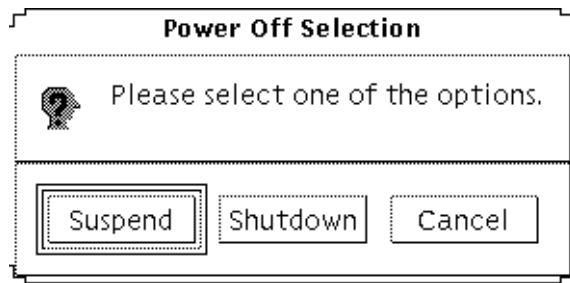 Power Off Selection
Please select one of the options.
Suspend Shutdown Cancel